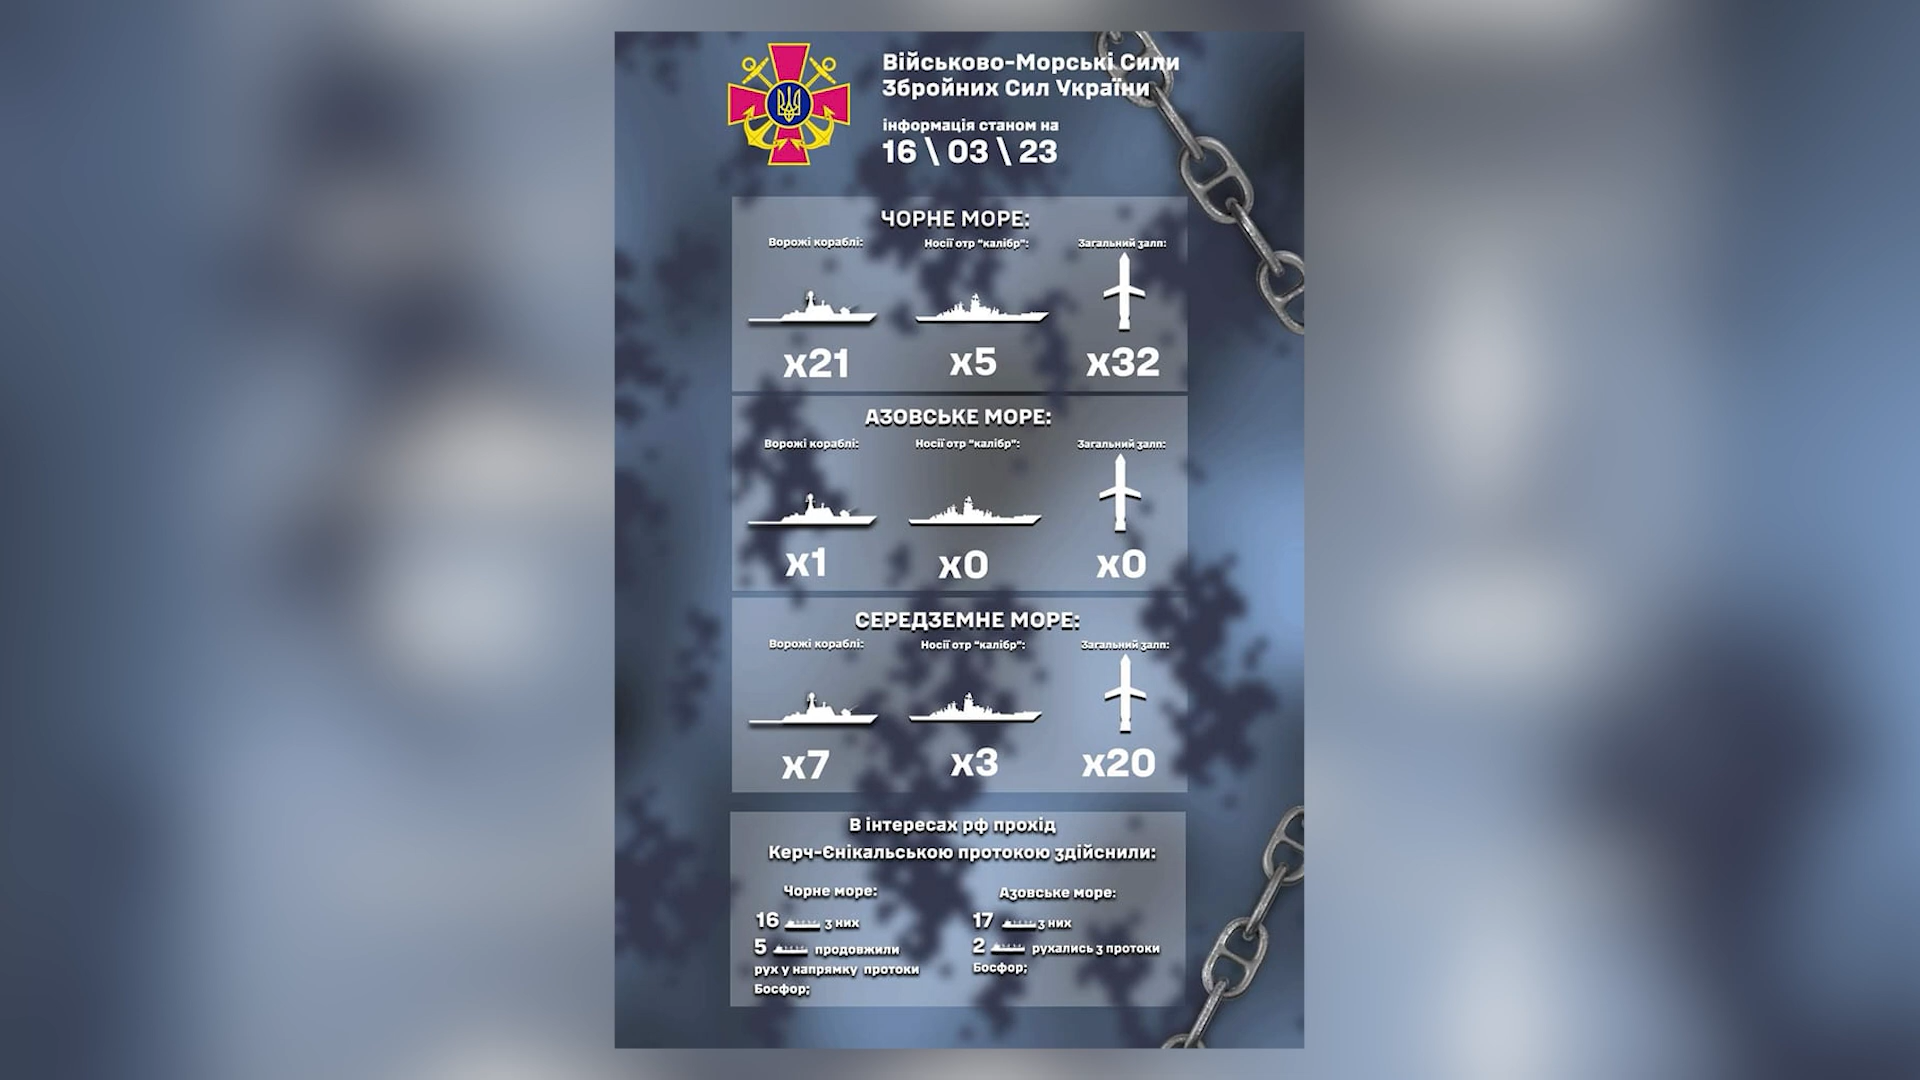 Військово-Морські Сили
Збройних Сил України
інформація станом на
16 \ 03 \ 23
ЧОРНЕ МОРЕ:
Ворожі кораблі: Носії отр "калібр": Загальний залп:
x21 x5 x32
АЗОВСЬКЕ МОРЕ:
Ворожі кораблі: Носії отр "калібр": Загальний залп:
x1 x0 x0
СЕРЕДЗЕМНЕ МОРЕ:
Ворожі кораблі: Носії отр "калібр": Загальний залп:
x7 x3 x20
В інтересах рф прохід
Керч-Єнікальською протокою здійснили:
Чорне море:
16 з них
5 продовжили
рух у напрямку протоки
Босфор;
Азовське море:
17 з них
2 рухались з протоки
Босфор;